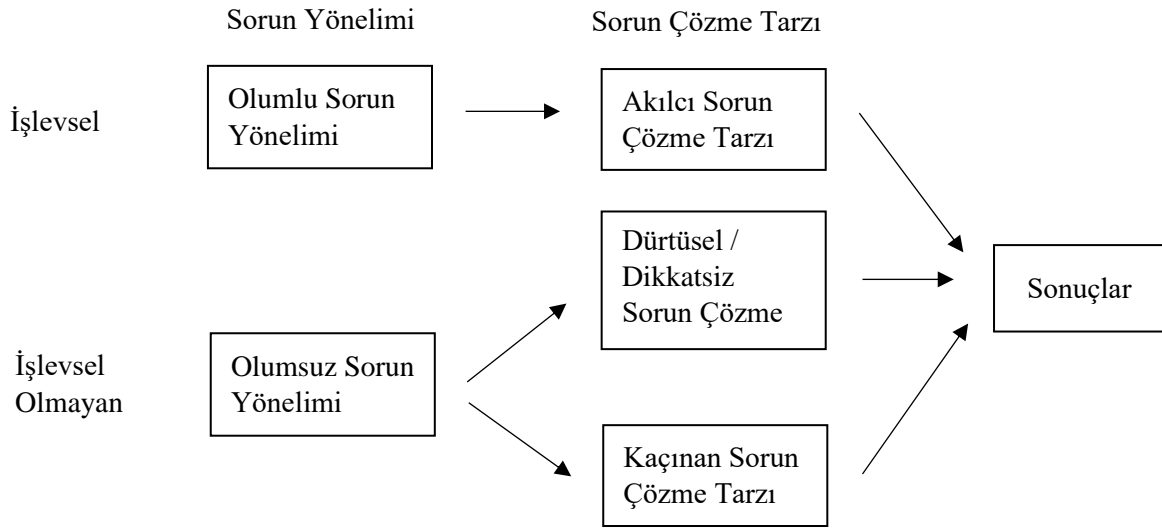 Sorun Yönelimi
Sorun Çözme Tarzı
İşlevsel
Olumlu Sorun
Yönelimi
Akılcı Sorun
Çözme Tarzı
Dürtüsel /
Dikkatsiz
Sorun Çözme
Sonuçlar
İşlevsel
Olmayan
Olumsuz Sorun
Yönelimi
Kaçınan Sorun
Çözme Tarzı